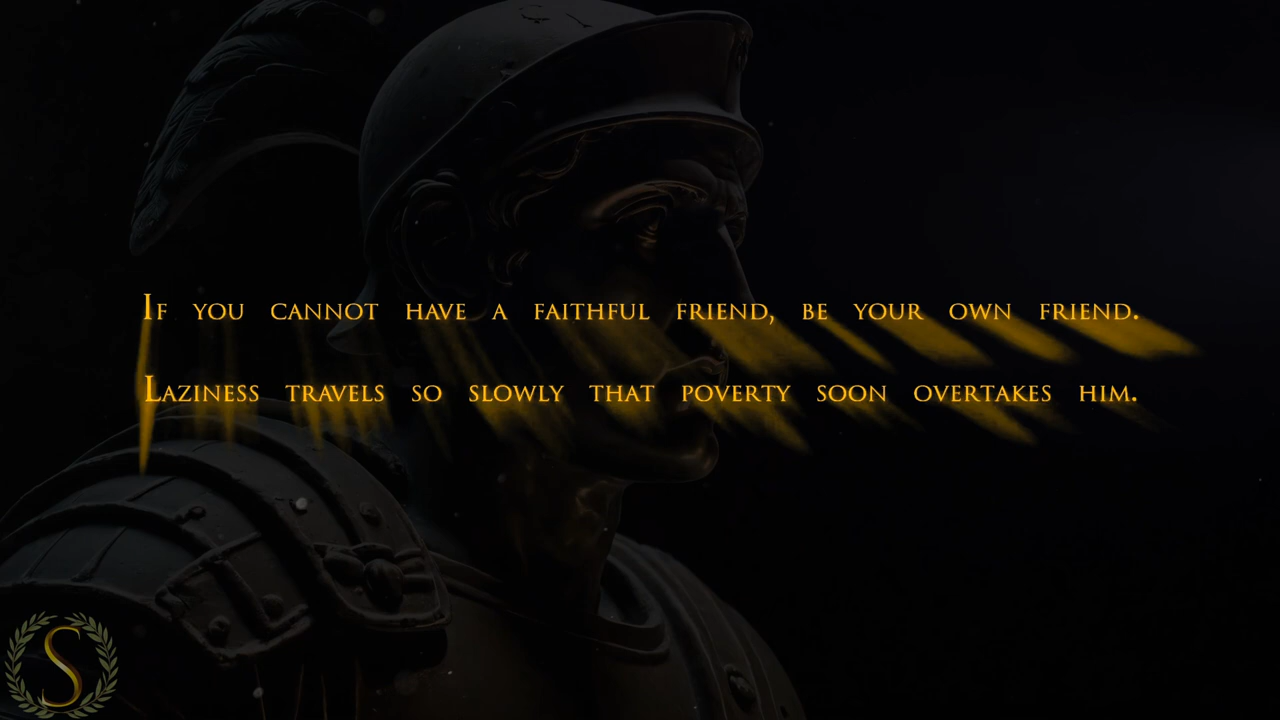 If you cannot have a faithful friend, be your own friend.
Laziness travels so slowly that poverty soon overtakes him.
S